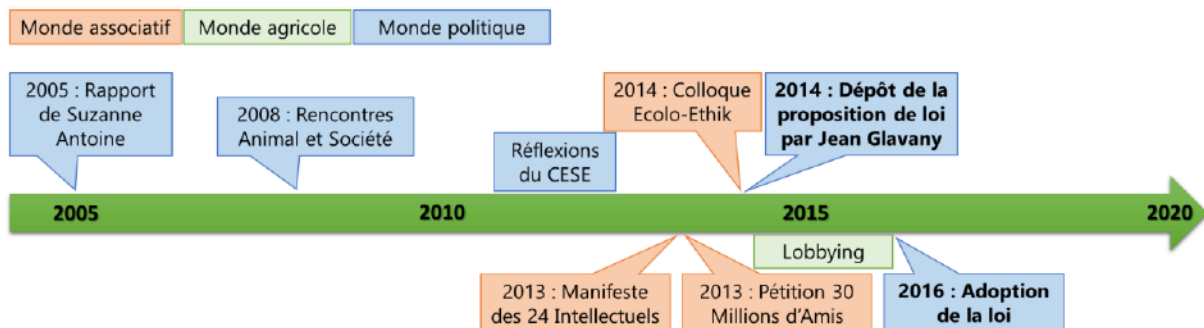 Monde associatif
Monde agricole
Monde politique
2005 : Rapport
de Suzanne
Antoine
2008 : Rencontres
Animal et Société
Réflexions
du CESE
2014 : Colloque
Ecolo-Ethik
2014 : Dépôt de la
proposition de loi
par Jean Glavany
2005
2010
2015
2020
2013 : Manifeste
des 24 Intellectuels
2013 : Pétition 30
Millions d'Amis
Lobbying
2016 : Adoption
de la loi